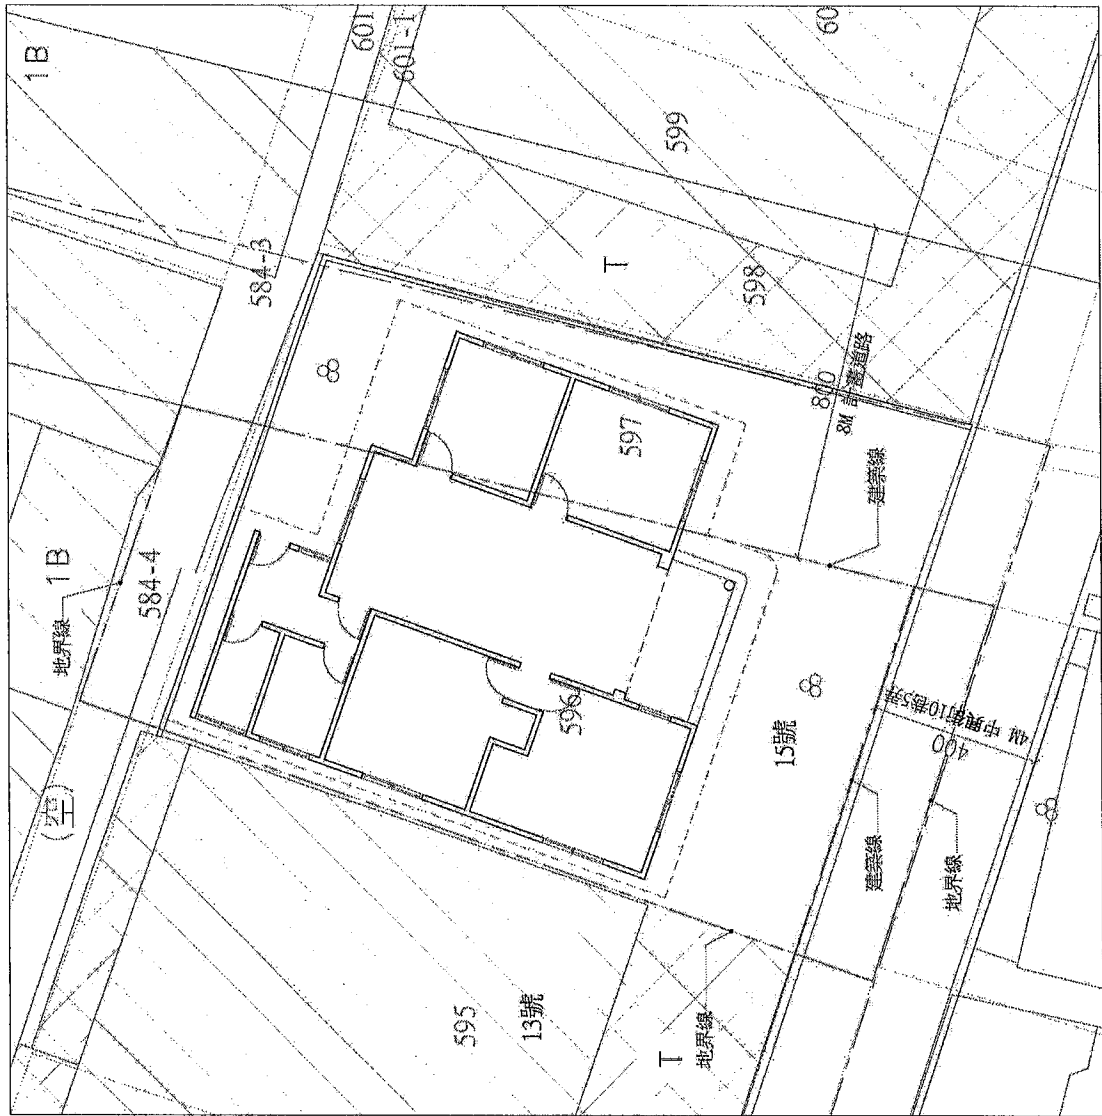 1B
601
601-1
60
599
584-3
T
598
800
8M 計畫道路
597
建築線
1B
地界線
584-4
596
15號
4M 中興街10巷5弄
400
(空)
建築線
地界線
595
13號
T
地界線